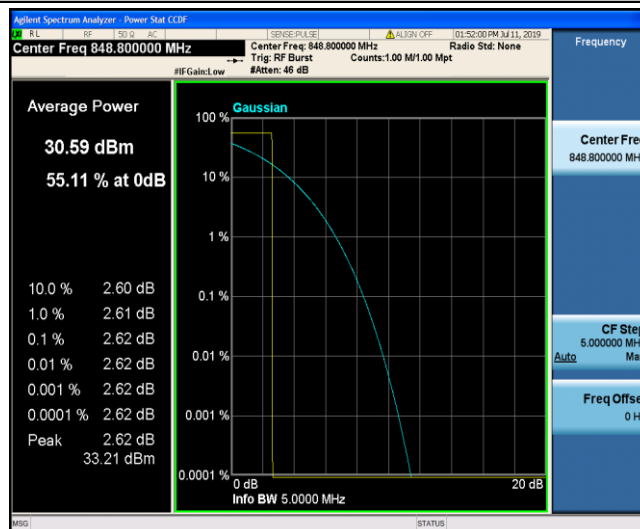 Agilent Spectrum Analyzer - Power Stat CCDF
RL RF 50 Ω AC SENSE:PULSE ALIGN OFF 01:52:00 PM Jul 11, 2019
Center Freq 848.800000 MHz
Center Freq: 848.800000 MHz Radio Std: None
Trig: RF Burst Counts:1.00 M/1.00 Mpt
#IFGain:Low #Atten: 46 dB
Frequency
Average Power
30.59 dBm
55.11 % at 0dB
10.0 % 2.60 dB
1.0 % 2.61 dB
0.1 % 2.62 dB
0.01 % 2.62 dB
0.001 % 2.62 dB
0.0001 % 2.62 dB
Peak 2.62 dB
33.21 dBm
Gaussian
100 %
10 %
1 %
0.1 %
0.01 %
0.001 %
0.0001 %
0 dB 20 dB
Info BW 5.0000 MHz
Center Fre
848.800000 MH
CF Step
5.000000 MH
Auto Ma
Freq Offse
0 H
MSG STATUS